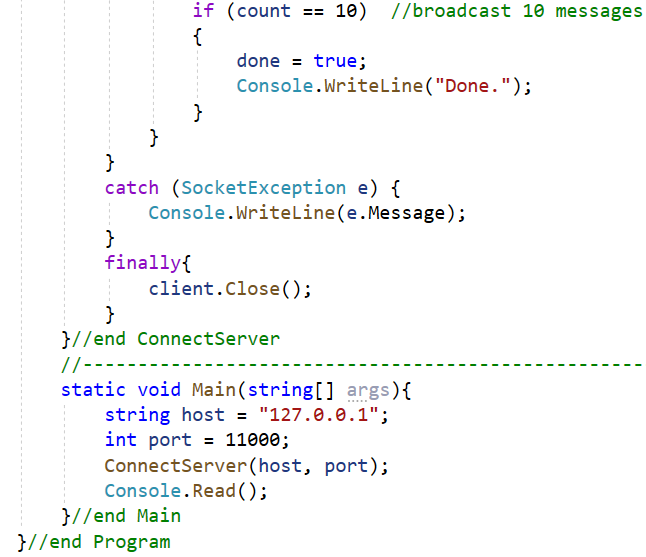 if (count == 10)  //broadcast 10 messages
{
done = true;
Console.WriteLine("Done.");
}
}
}
catch (SocketException e) {
Console.WriteLine(e.Message);
}
finally{
client.Close();
}
}//end ConnectServer
//---------------------------------------------------
static void Main(string[] args){
string host = "127.0.0.1";
int port = 11000;
ConnectServer(host, port);
Console.Read();
}//end Main
}//end Program